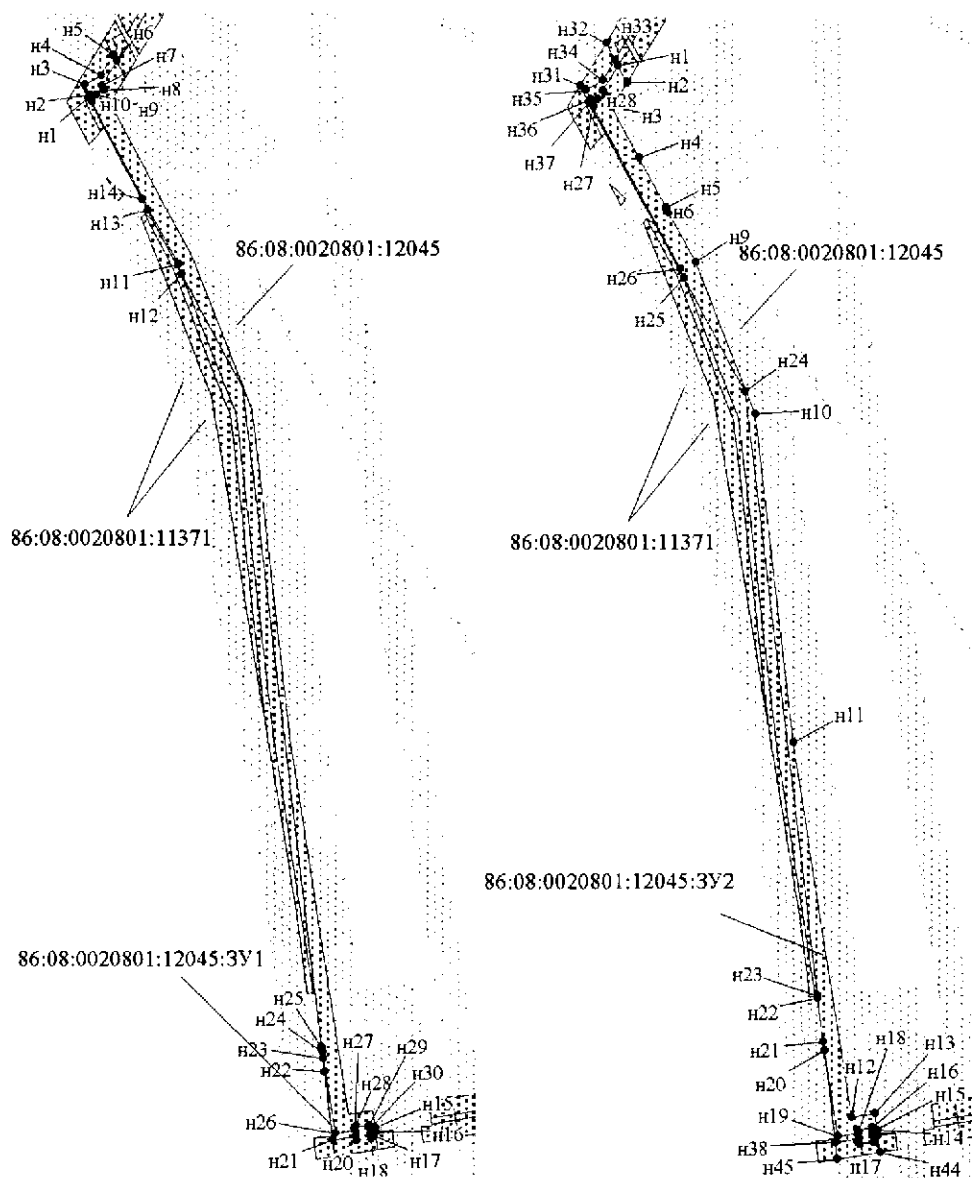 н5
н6
н4
н7
н3
н8
н2
н10
н9
н1
н14
н13
86:08:0020801:12045
н11
н12
86:08:0020801:11371
86:08:0020801:12045:ЗУ1
н25
н27
н24
н29
н23
н28
н30
н22
н15
н26
н16
н21
н20
н17
н18
н32
н33
н34
н1
н31
н2
н35
н28
н36
н3
н37
н4
н27
н5
н6
н9
86:08:0020801:12045
н26
н25
н24
н10
86:08:0020801:11371
н11
86:08:0020801:12045:ЗУ2
н23
н22
н18
н13
н21
н12
н16
н20
н15
н19
н38
н14
н45
н17
н44